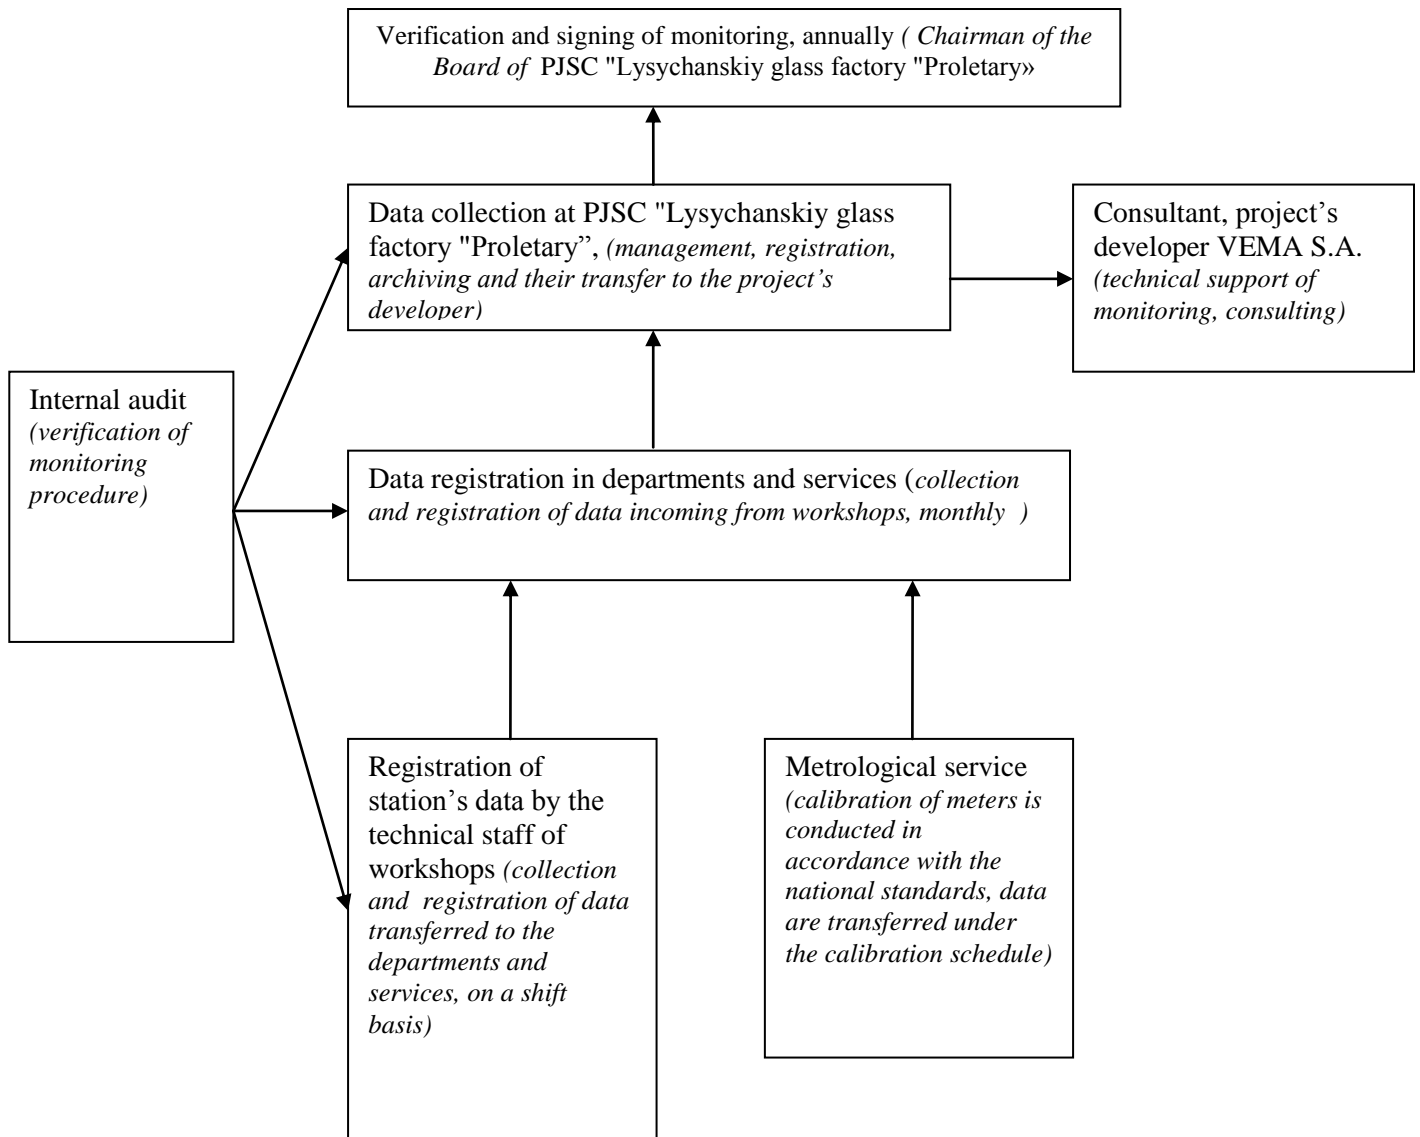 Verification and signing of monitoring, annually ( Chairman of the
Board of PJSC "Lysychanskiy glass factory "Proletary»
Data collection at PJSC "Lysychanskiy glass
factory "Proletary”, (management, registration,
archiving and their transfer to the project’s
developer)
Consultant, project’s
developer VEMA S.A.
(technical support of
monitoring, consulting)
Internal audit
(verification of
monitoring
procedure)
Data registration in departments and services (collection
and registration of data incoming from workshops, monthly )
Registration of
station’s data by the
technical staff of
workshops (collection
and registration of data
transferred to the
departments and
services, on a shift
basis)
Metrological service
(calibration of meters is
conducted in
accordance with the
national standards, data
are transferred under
the calibration schedule)